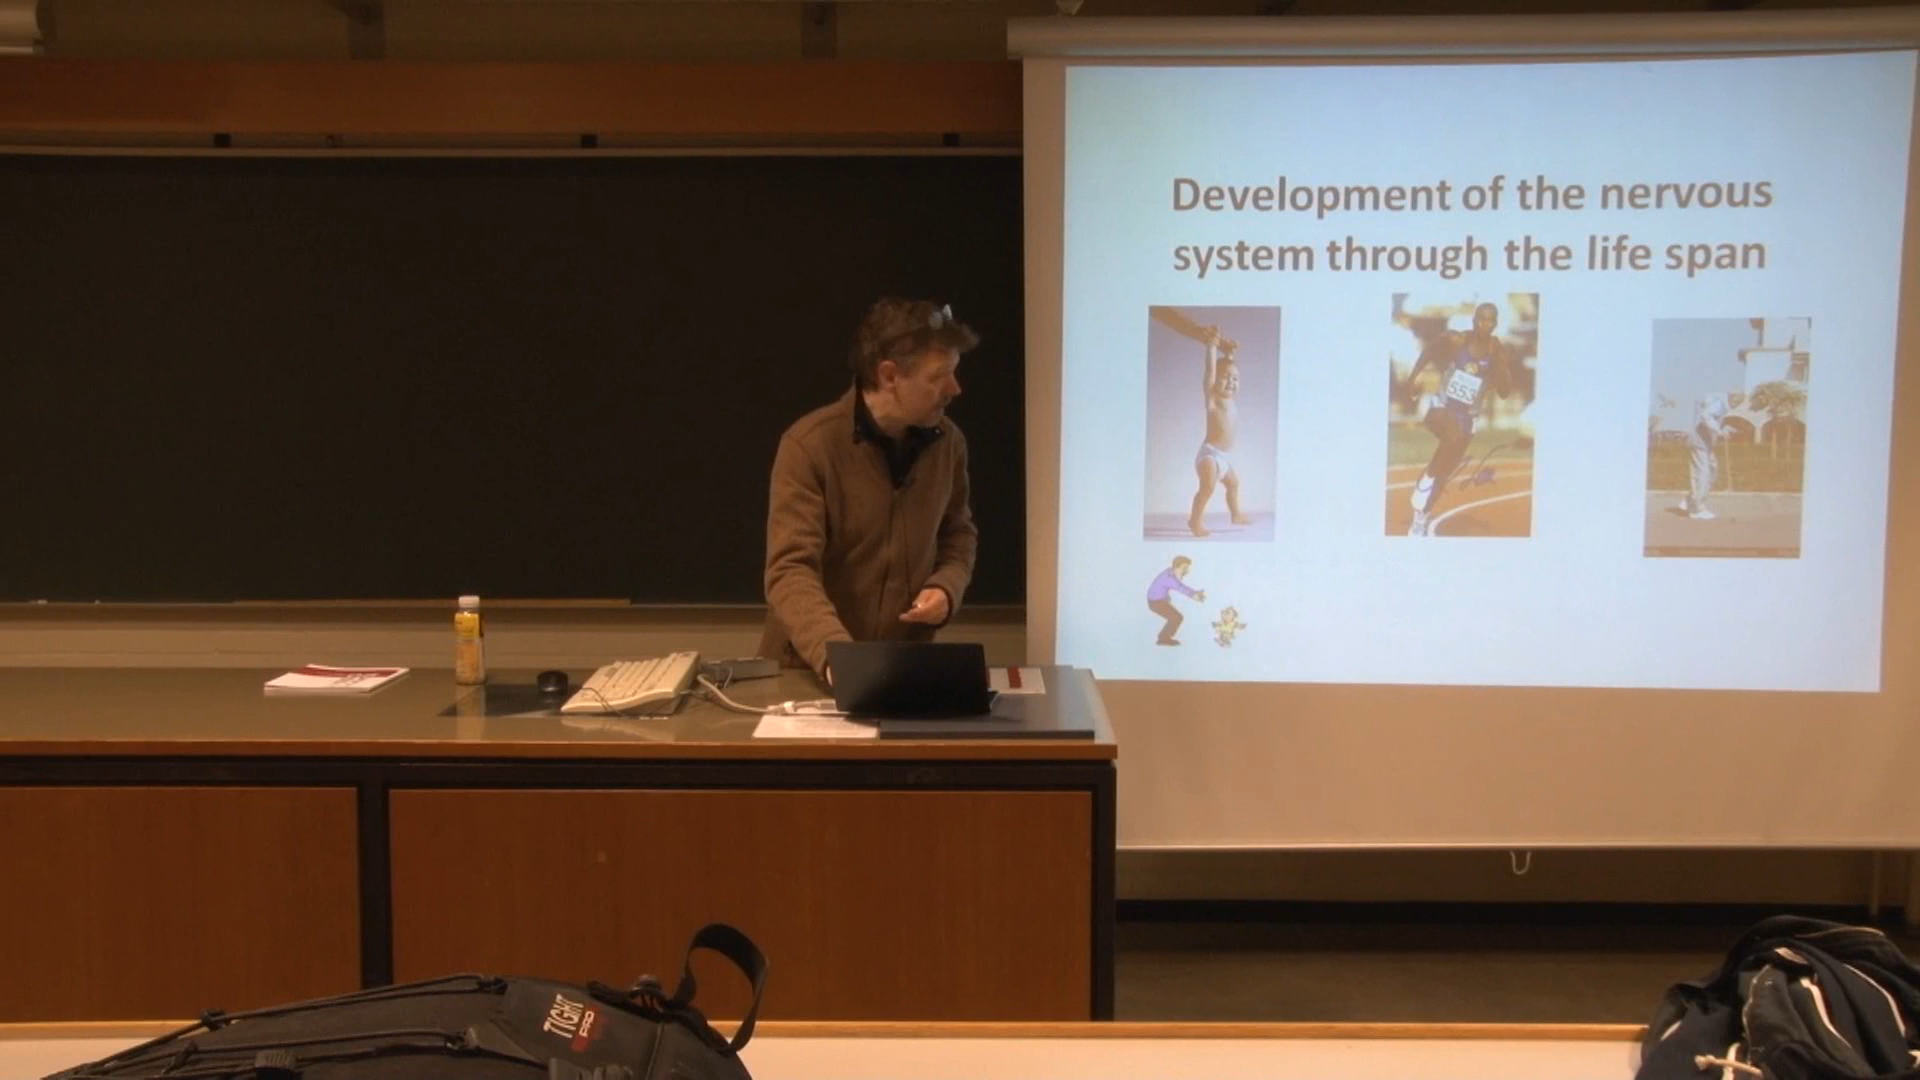 Development of the nervous
system through the life span
553
TIGHT
PRO